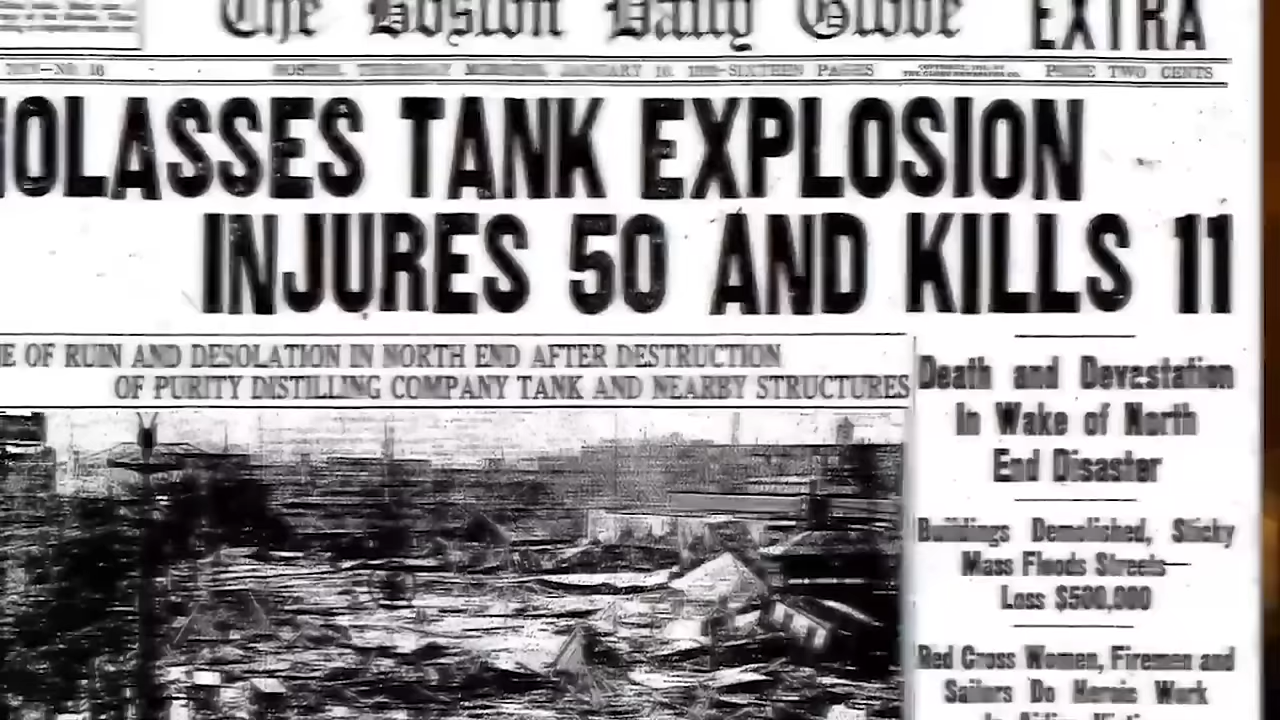 The Boston Daily Globe
EXTRA
JANUARY 16, SIXTEEN PAGES
PRICE TWO CENTS
OLASSES TANK EXPLOSION
INJURES 50 AND KILLS 11
E OF RUIN AND DESOLATION IN NORTH END AFTER DESTRUCTION
OF PURITY DISTILLING COMPANY TANK AND NEARBY STRUCTURES
Death and Devastation
In Wake of North
End Disaster
Buildings Demolished, Sticky
Mass Floods Streets—
Loss $500,000
Red Cross Women, Firemen and
Sailors Do Heroic Work